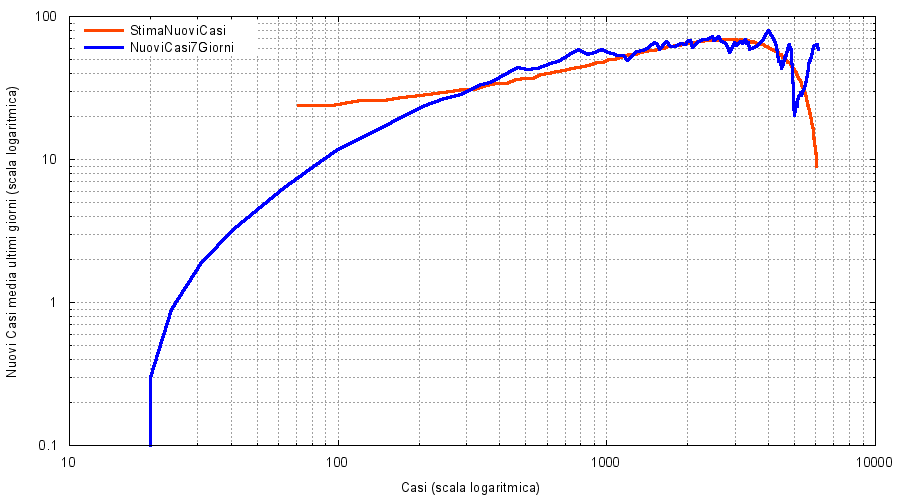 100
10
1
0.1
Nuovi Casi media ultimi giorni (scala logaritmica)
StimaNuoviCasi
NuoviCasi7Giorni
10 100 1000 10000
Casi (scala logaritmica)